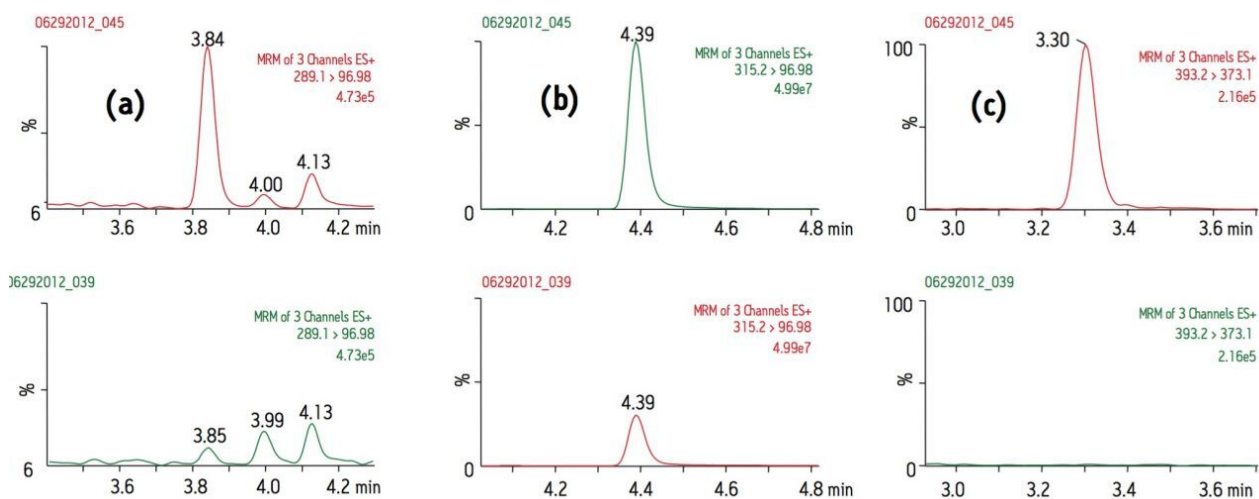 06292012_045
3.84
MRM of 3 Channels ES+
289.1 > 96.98
4.73e5
(a)
4.00
4.13
%
6
3.6
3.8
4.0
4.2 min
06292012_045
4.39
MRM of 3 Channels ES+
315.2 > 96.98
4.99e7
(b)
%
0
4.2
4.4
4.6
4.8 min
06292012_045
100
3.30
MRM of 3 Channels ES+
393.2 > 373.1
2.16e5
(c)
%
0
3.0
3.2
3.4
3.6 min
06292012_039
MRM of 3 Channels ES+
289.1 > 96.98
4.73e5
%
3.85
3.99
4.13
6
3.6
3.8
4.0
4.2 min
06292012_039
MRM of 3 Channels ES+
315.2 > 96.98
4.99e7
%
4.39
0
4.2
4.4
4.6
4.8 min
06292012_039
100
MRM of 3 Channels ES+
393.2 > 373.1
2.16e5
%
0
3.0
3.2
3.4
3.6 min